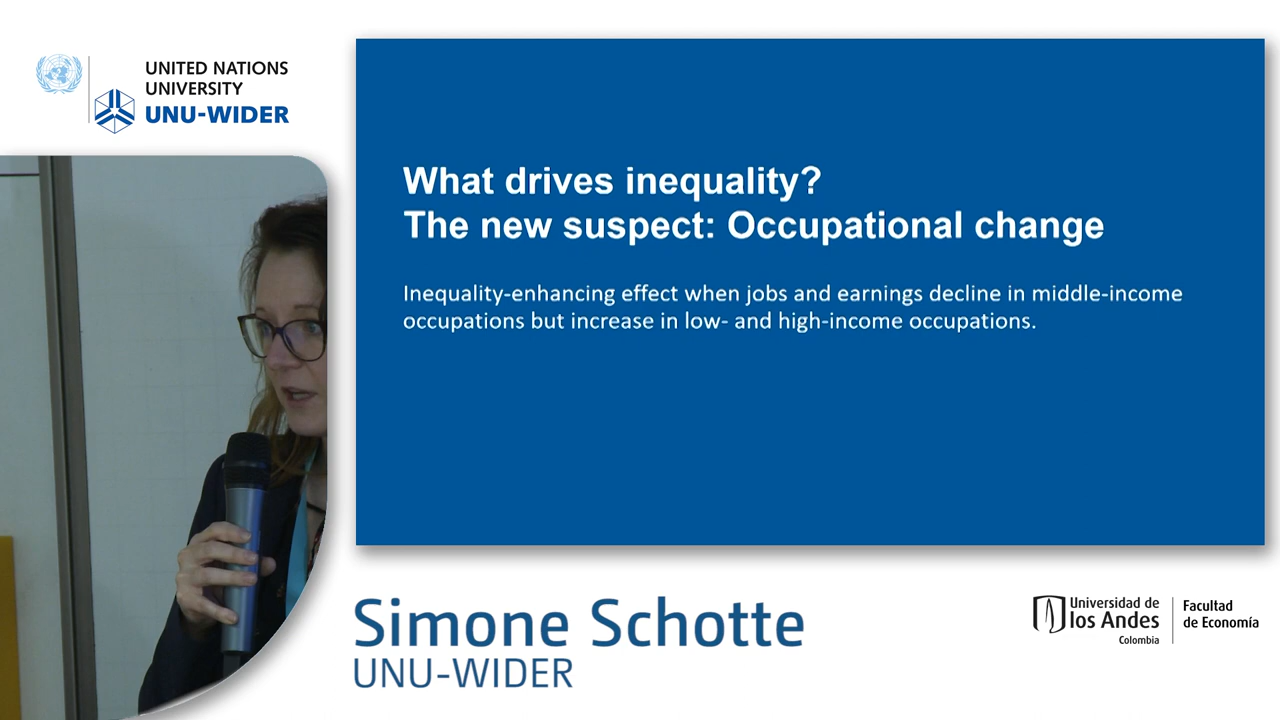 UNITED NATIONS
UNIVERSITY
UNU-WIDER
What drives inequality?
The new suspect: Occupational change
Inequality-enhancing effect when jobs and earnings decline in middle-income
occupations but increase in low- and high-income occupations.
Simone Schotte
UNU-WIDER
Universidad de
los Andes
Colombia
Facultad
de Economía